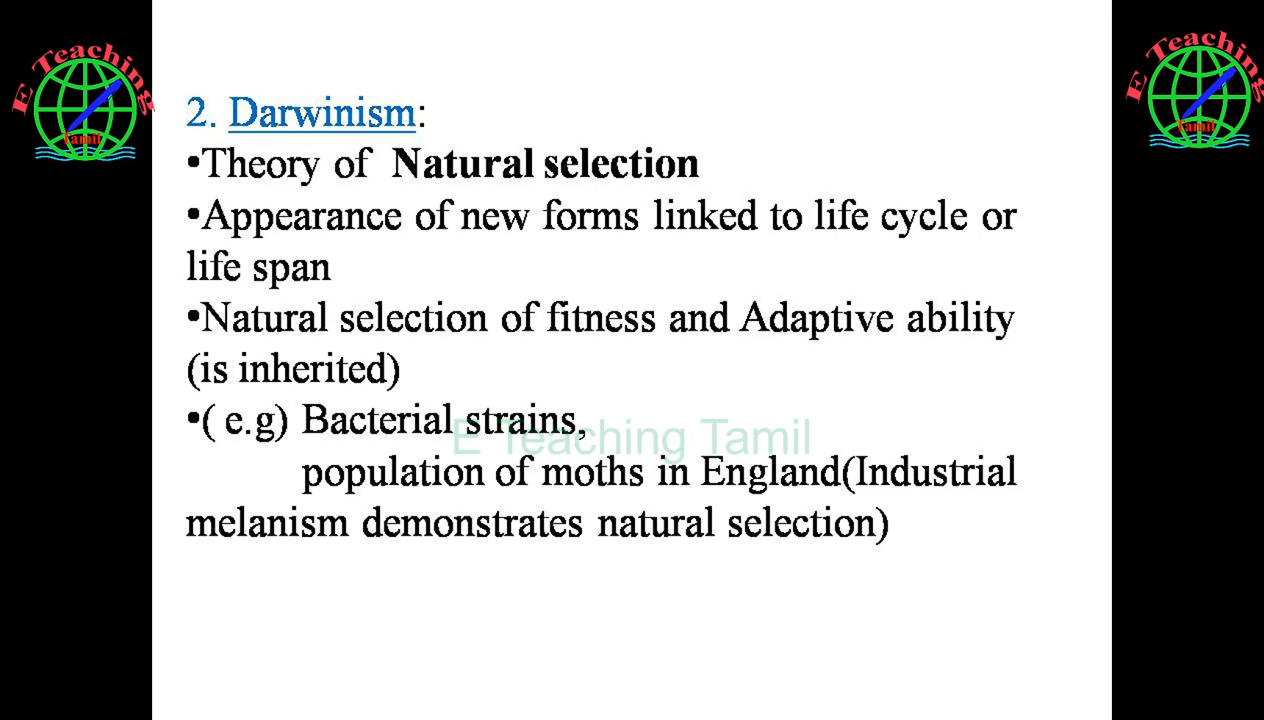 E Teaching
Tamil
E Teaching
Tamil
2. Darwinism:
•Theory of Natural selection
•Appearance of new forms linked to life cycle or
life span
•Natural selection of fitness and Adaptive ability
(is inherited)
•( e.g) Bacterial strains,
E Teaching Tamil
population of moths in England(Industrial
melanism demonstrates natural selection)